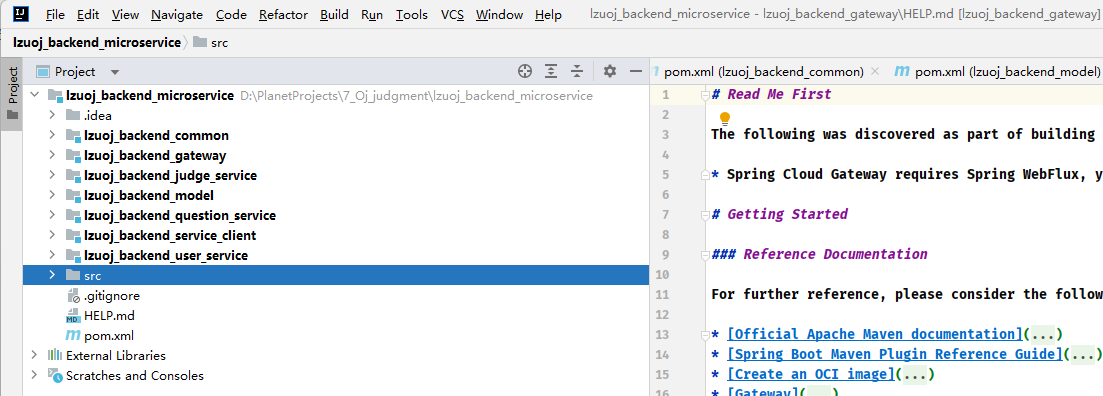 File Edit View Navigate Code Refactor Build Run Tools VCS Window Help lzuoj_backend_microservice - lzuoj_backend_gateway\HELP.md [lzuoj_backend_gateway]
lzuoj_backend_microservice src
Project
Project
pom.xml (lzuoj_backend_common) pom.xml (lzuoj_backend_model)
lzuoj_backend_microservice D:\PlanetProjects\7_Oj_judgment\lzuoj_backend_microservice
.idea
lzuoj_backend_common
lzuoj_backend_gateway
lzuoj_backend_judge_service
lzuoj_backend_model
lzuoj_backend_question_service
lzuoj_backend_service_client
lzuoj_backend_user_service
src
.gitignore
HELP.md
pom.xml
External Libraries
Scratches and Consoles
1 # Read Me First
2
3 The following was discovered as part of building
4
5 * Spring Cloud Gateway requires Spring WebFlux, y
6
7 # Getting Started
8
9 ### Reference Documentation
10
11 For further reference, please consider the follow
12
13 * [Official Apache Maven documentation](...)
14 * [Spring Boot Maven Plugin Reference Guide](...)
15 * [Create an OCI image](...)
16 * [Gateway](...)